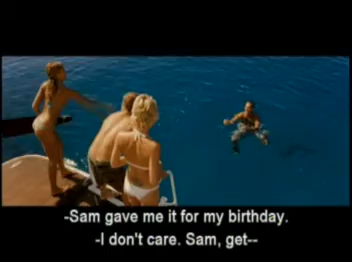 -Sam gave me it for my birthday.
-I don't care. Sam, get--